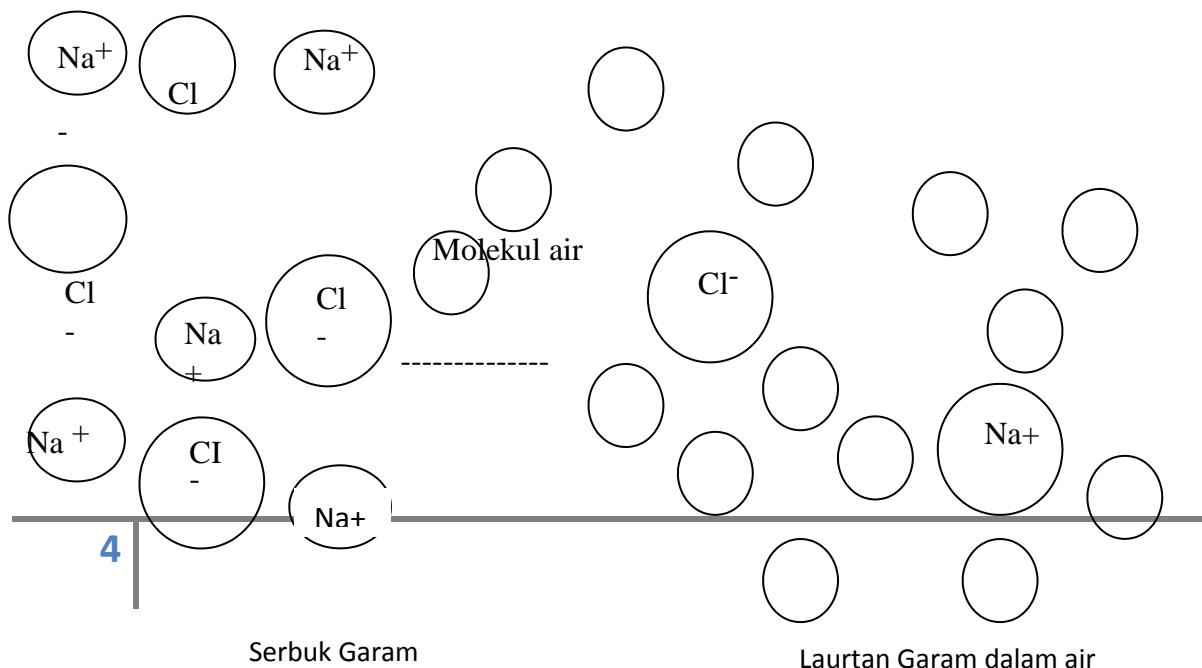 Na+
Cl
Na+
-
Molekul air
Cl-
Cl
-
Cl
-
Na
+
-------------
Na +
CI
-
Na+
Na+
4
Serbuk Garam
Laurtan Garam dalam air